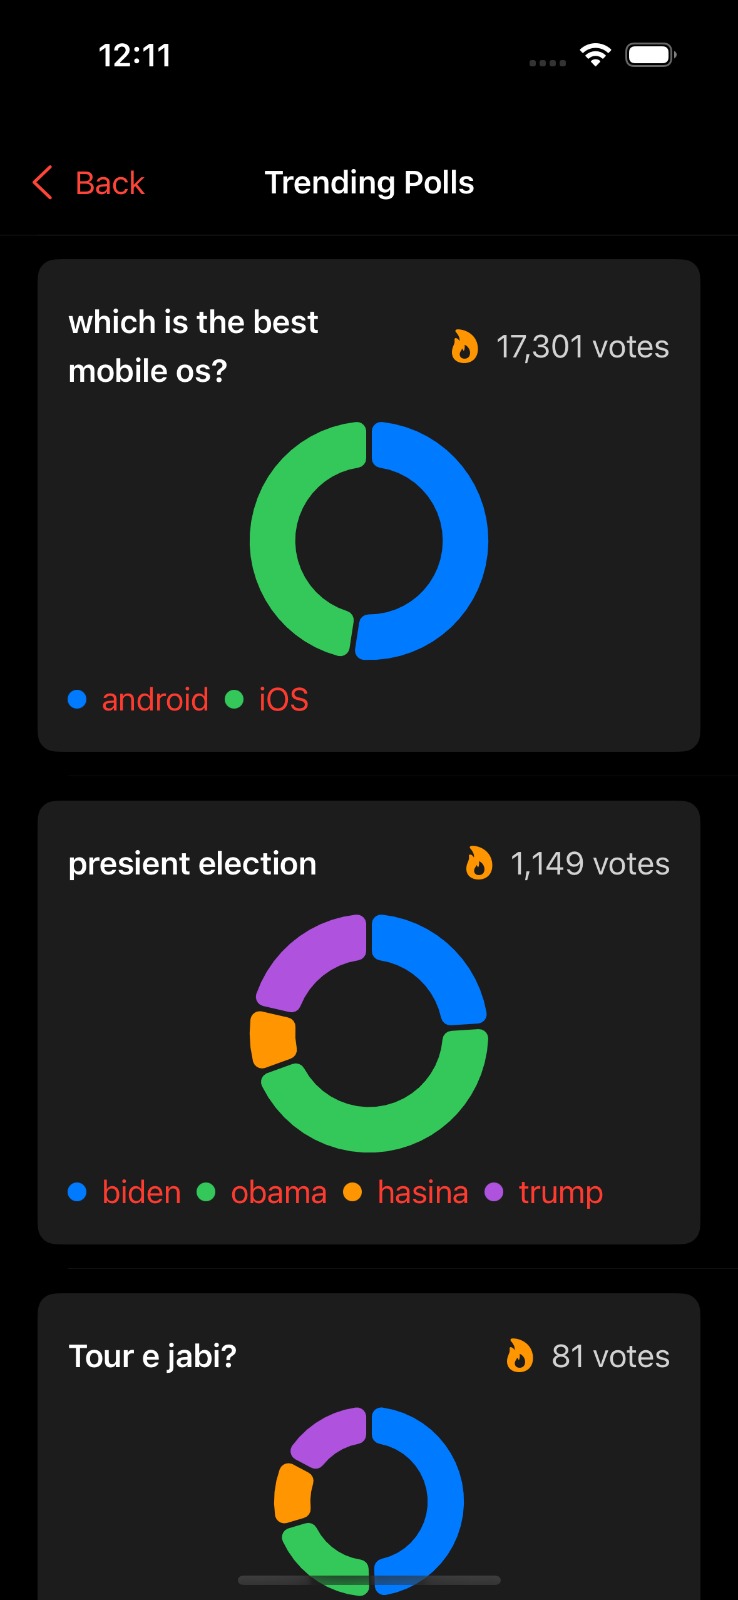 12:11
Back
Trending Polls
which is the best
mobile os?
17,301 votes
android
iOS
presient election
1,149 votes
biden
obama
hasina
trump
Tour e jabi?
81 votes